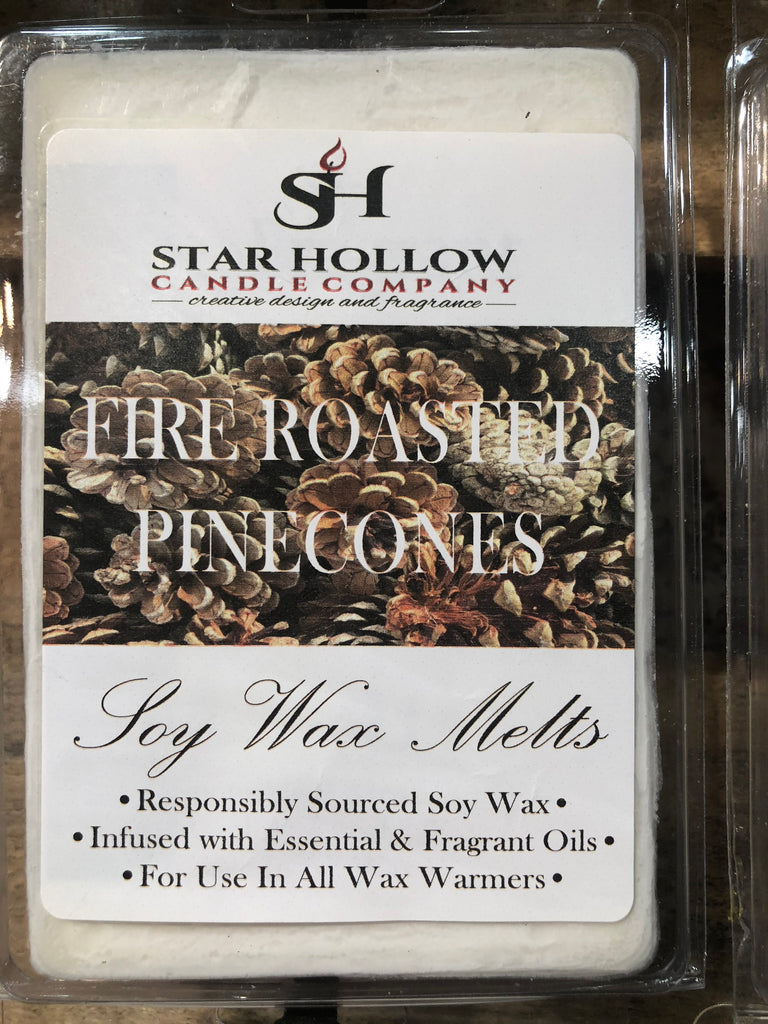 SH
STAR HOLLOW
CANDLE COMPANY
creative design and fragrance
FIRE ROASTED
PINECONES
Soy Wax Melts
• Responsibly Sourced Soy Wax •
• Infused with Essential & Fragrant Oils •
• For Use In All Wax Warmers •